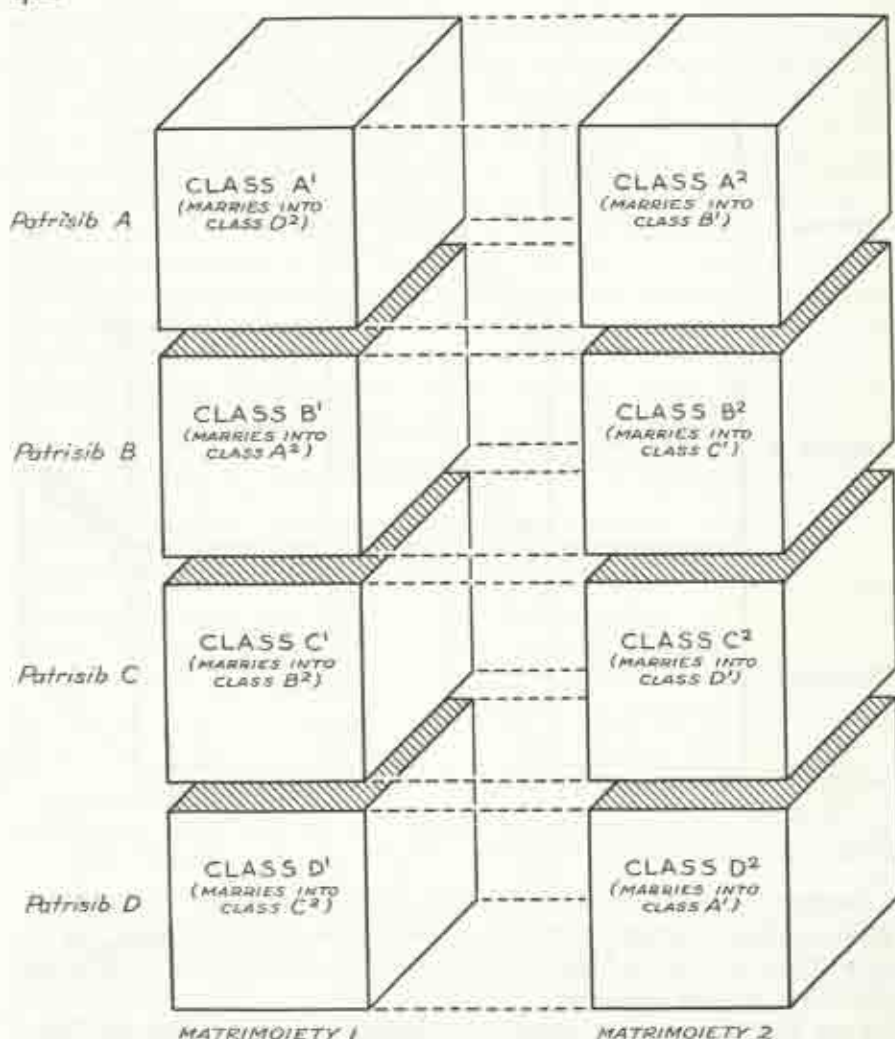 CLASS A¹
(MARRIES INTO
CLASS D²)
CLASS A²
(MARRIES INTO
CLASS B¹)
Patrisib A
CLASS B¹
(MARRIES INTO
CLASS A²)
CLASS B²
(MARRIES INTO
CLASS C¹)
Patrisib B
CLASS C¹
(MARRIES INTO
CLASS B²)
CLASS C²
(MARRIES INTO
CLASS D¹)
Patrisib C
CLASS D¹
(MARRIES INTO
CLASS C²)
CLASS D²
(MARRIES INTO
CLASS A¹)
Patrisib D
MATRIMOIETY 1
MATRIMOIETY 2